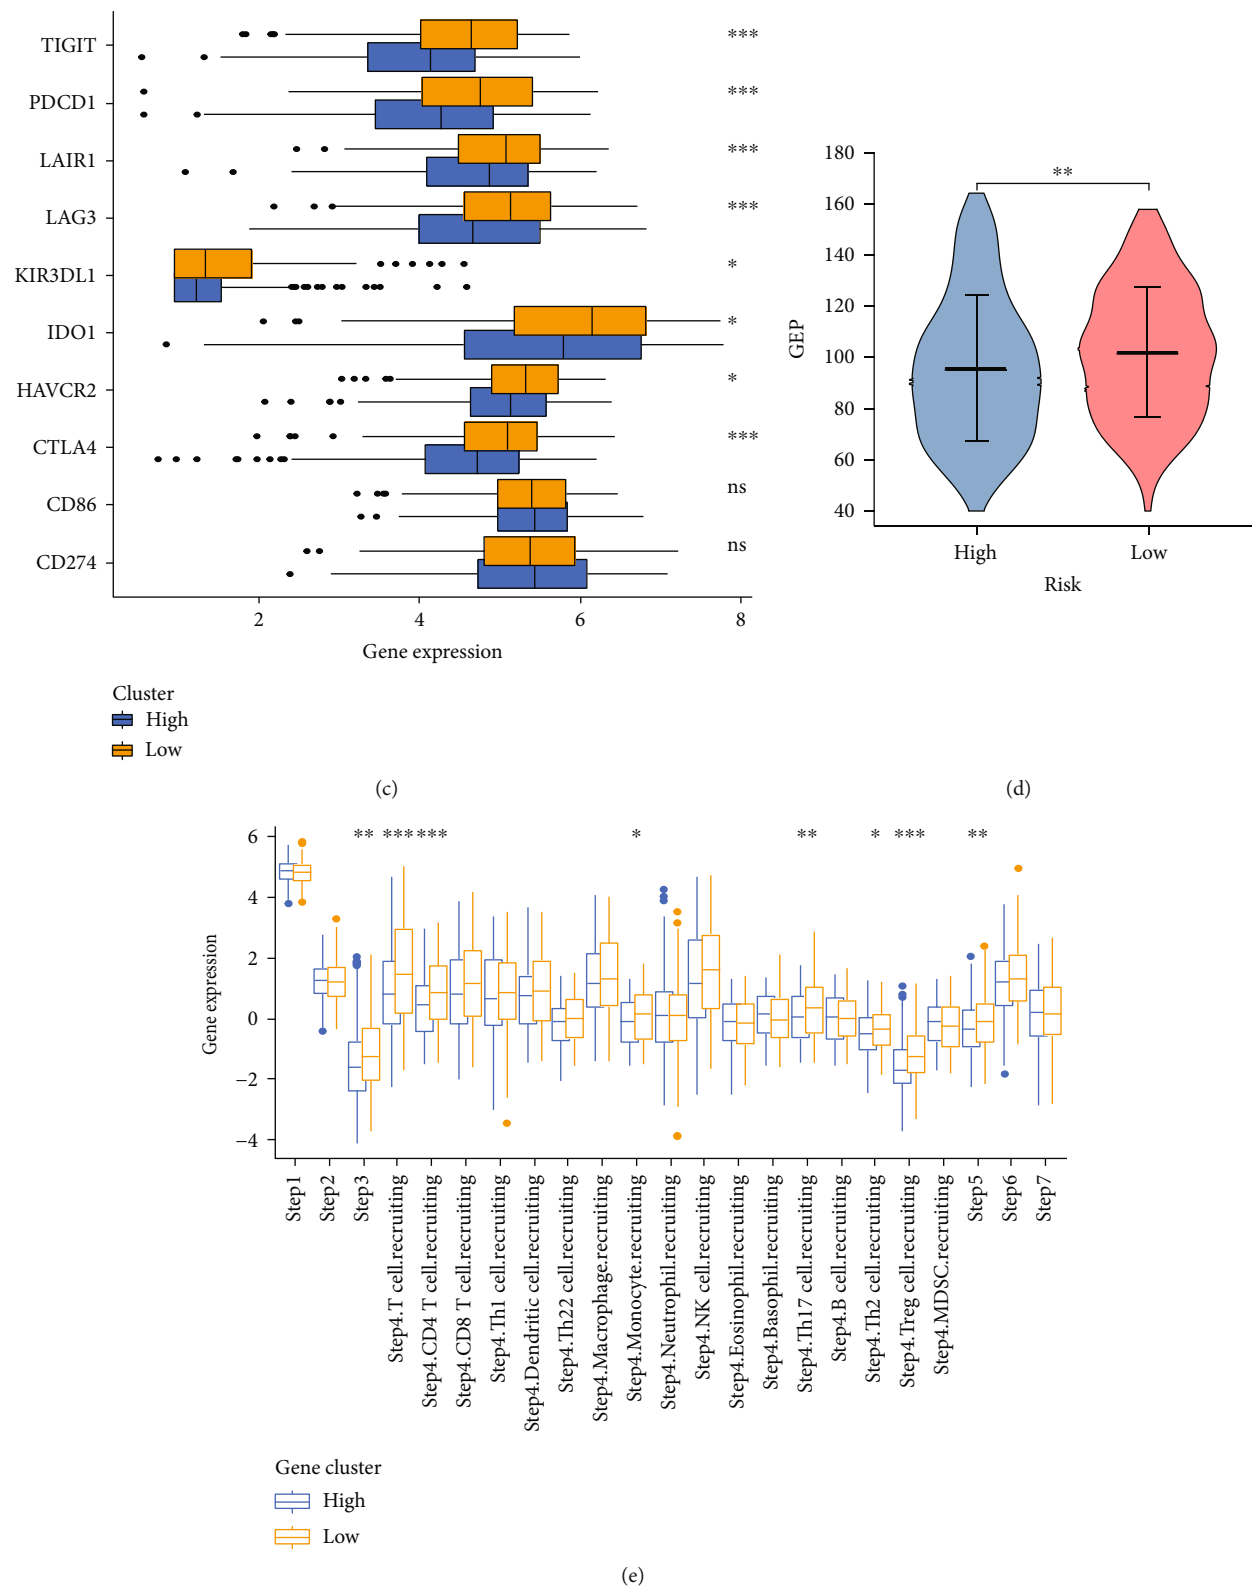 TIGIT
***
PDCD1
***
LAIR1
***
LAG3
***
KIR3DL1
*
IDO1
*
HAVCR2
*
CTLA4
***
CD86
ns
CD274
ns
2 4 6 8
Gene expression
Cluster
High
Low
(c)
180
160
140
120
100
80
60
40
GEP
**
High Low
Risk
(d)
6
4
2
0
−2
−4
Gene expression
** *** *** * ** * *** **
Step1
Step2
Step3
Step4.T cell.recruiting
Step4.CD4 T cell.recruiting
Step4.CD8 T cell.recruiting
Step4.Th1 cell.recruiting
Step4.Dendritic cell.recruiting
Step4.Th22 cell.recruiting
Step4.Macrophage.recruiting
Step4.Monocyte.recruiting
Step4.Neutrophil.recruiting
Step4.NK cell.recruiting
Step4.Eosinophil.recruiting
Step4.Basophil.recruiting
Step4.Th17 cell.recruiting
Step4.B cell.recruiting
Step4.Th2 cell.recruiting
Step4.Treg cell.recruiting
Step4.MDSC.recruiting
Step5
Step6
Step7
Gene cluster
High
Low
(e)